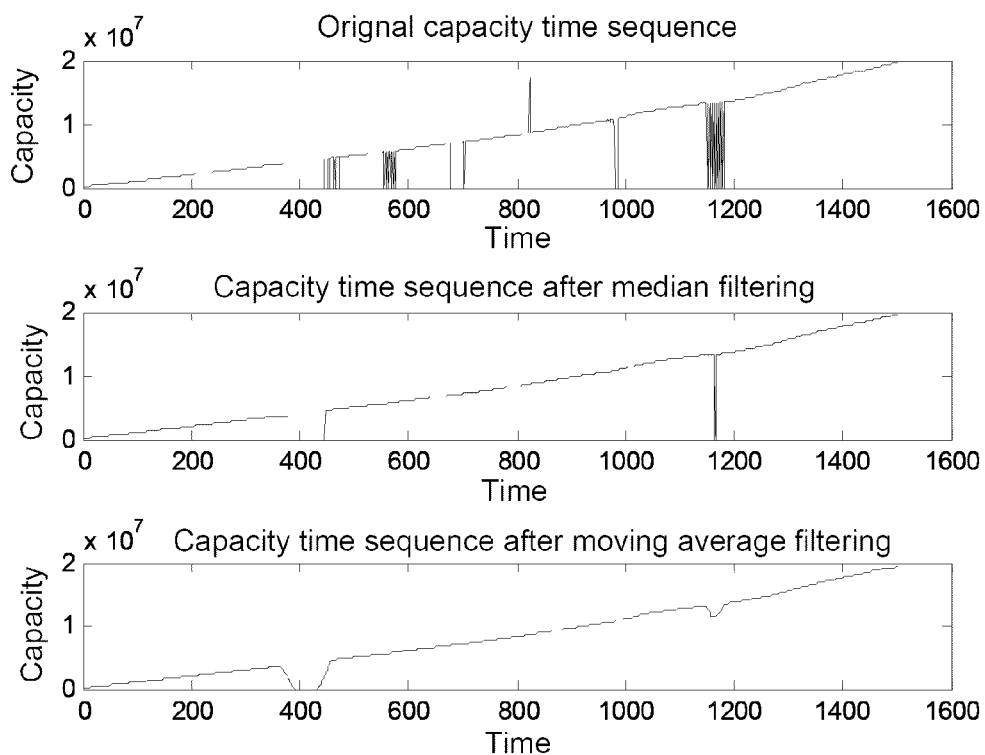 x 10^7
Orignal capacity time sequence
Capacity
2
1
0
0 200 400 600 800 1000 1200 1400 1600
Time
x 10^7
Capacity time sequence after median filtering
Capacity
2
1
0
0 200 400 600 800 1000 1200 1400 1600
Time
x 10^7
Capacity time sequence after moving average filtering
Capacity
2
1
0
0 200 400 600 800 1000 1200 1400 1600
Time